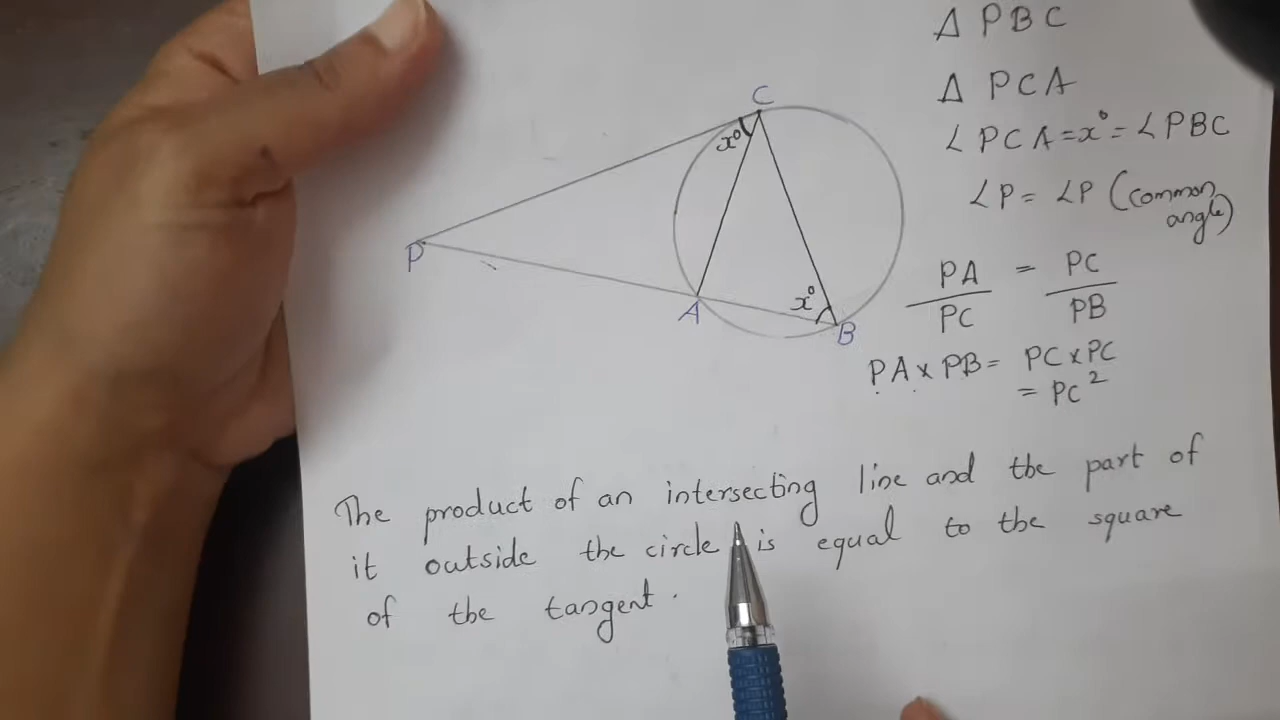 Δ PBC
Δ PCA
∠PCA = x° = ∠PBC
∠P = ∠P (common angle)
PA/PC = PC/PB
PA × PB = PC × PC
= PC²
C
x°
P
A
x°
B
The product of an intersecting line and the part of
it outside the circle is equal to the square
of the tangent.